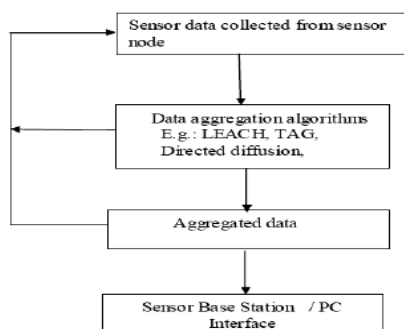 Sensor data collected from sensor
node
Data aggregation algorithms
E.g.: LEACH, TAG,
Directed diffusion,
Aggregated data
Sensor Base Station / PC
Interface